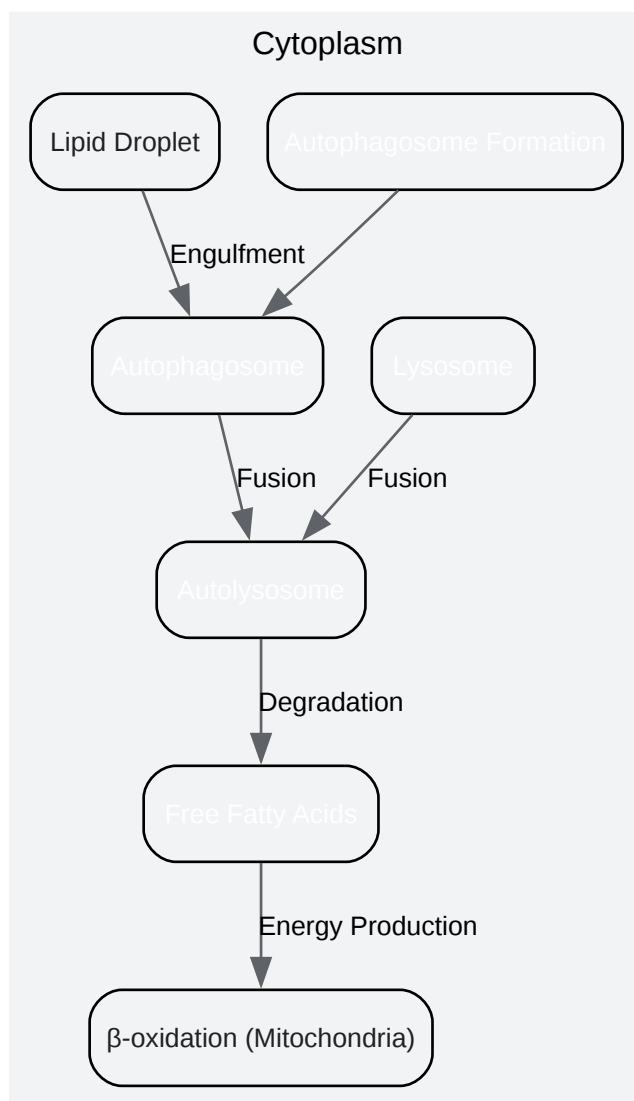 Cytoplasm
Lipid Droplet
Autophagosome Formation
Engulfment
Autophagosome
Lysosome
Fusion
Fusion
Autolysosome
Degradation
Free Fatty Acids
Energy Production
β-oxidation (Mitochondria)